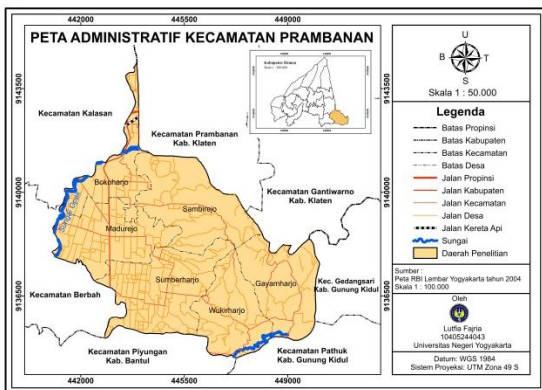 442000
445500
449000
PETA ADMINISTRATIF KECAMATAN PRAMBANAN
Kabupaten Sleman
9143500
9140000
9136500
Kecamatan Kalasan
Kecamatan Prambanan
Kab. Klaten
Kecamatan Gantiwarno
Kab. Klaten
Bokoharjo
Sambirejo
Madurejo
Sumberharjo
Gayamharjo
Wukirharjo
Kec. Gedangsari
Kab. Gunung Kidul
Kecamatan Berbah
Kecamatan Piyungan
Kab. Bantul
Kecamatan Pathuk
Kab. Gunung Kidul
9143500
9140000
9136500
442000
445500
449000
U
B
T
S
Skala 1 : 50.000
Legenda
Batas Propinsi
Batas Kabupaten
Batas Kecamatan
Batas Desa
Jalan Propinsi
Jalan Kabupaten
Jalan Kecamatan
Jalan Desa
Jalan Kereta Api
Sungai
Daerah Penelitian
Sumber :
Peta RBI Lembar Yogyakarta tahun 2004
Skala 1 : 100.000
Oleh
Lutfia Fajria
10405244043
Universitas Negeri Yogyakarta
Datum: WGS 1984
Sistem Proyeksi: UTM Zona 49 S